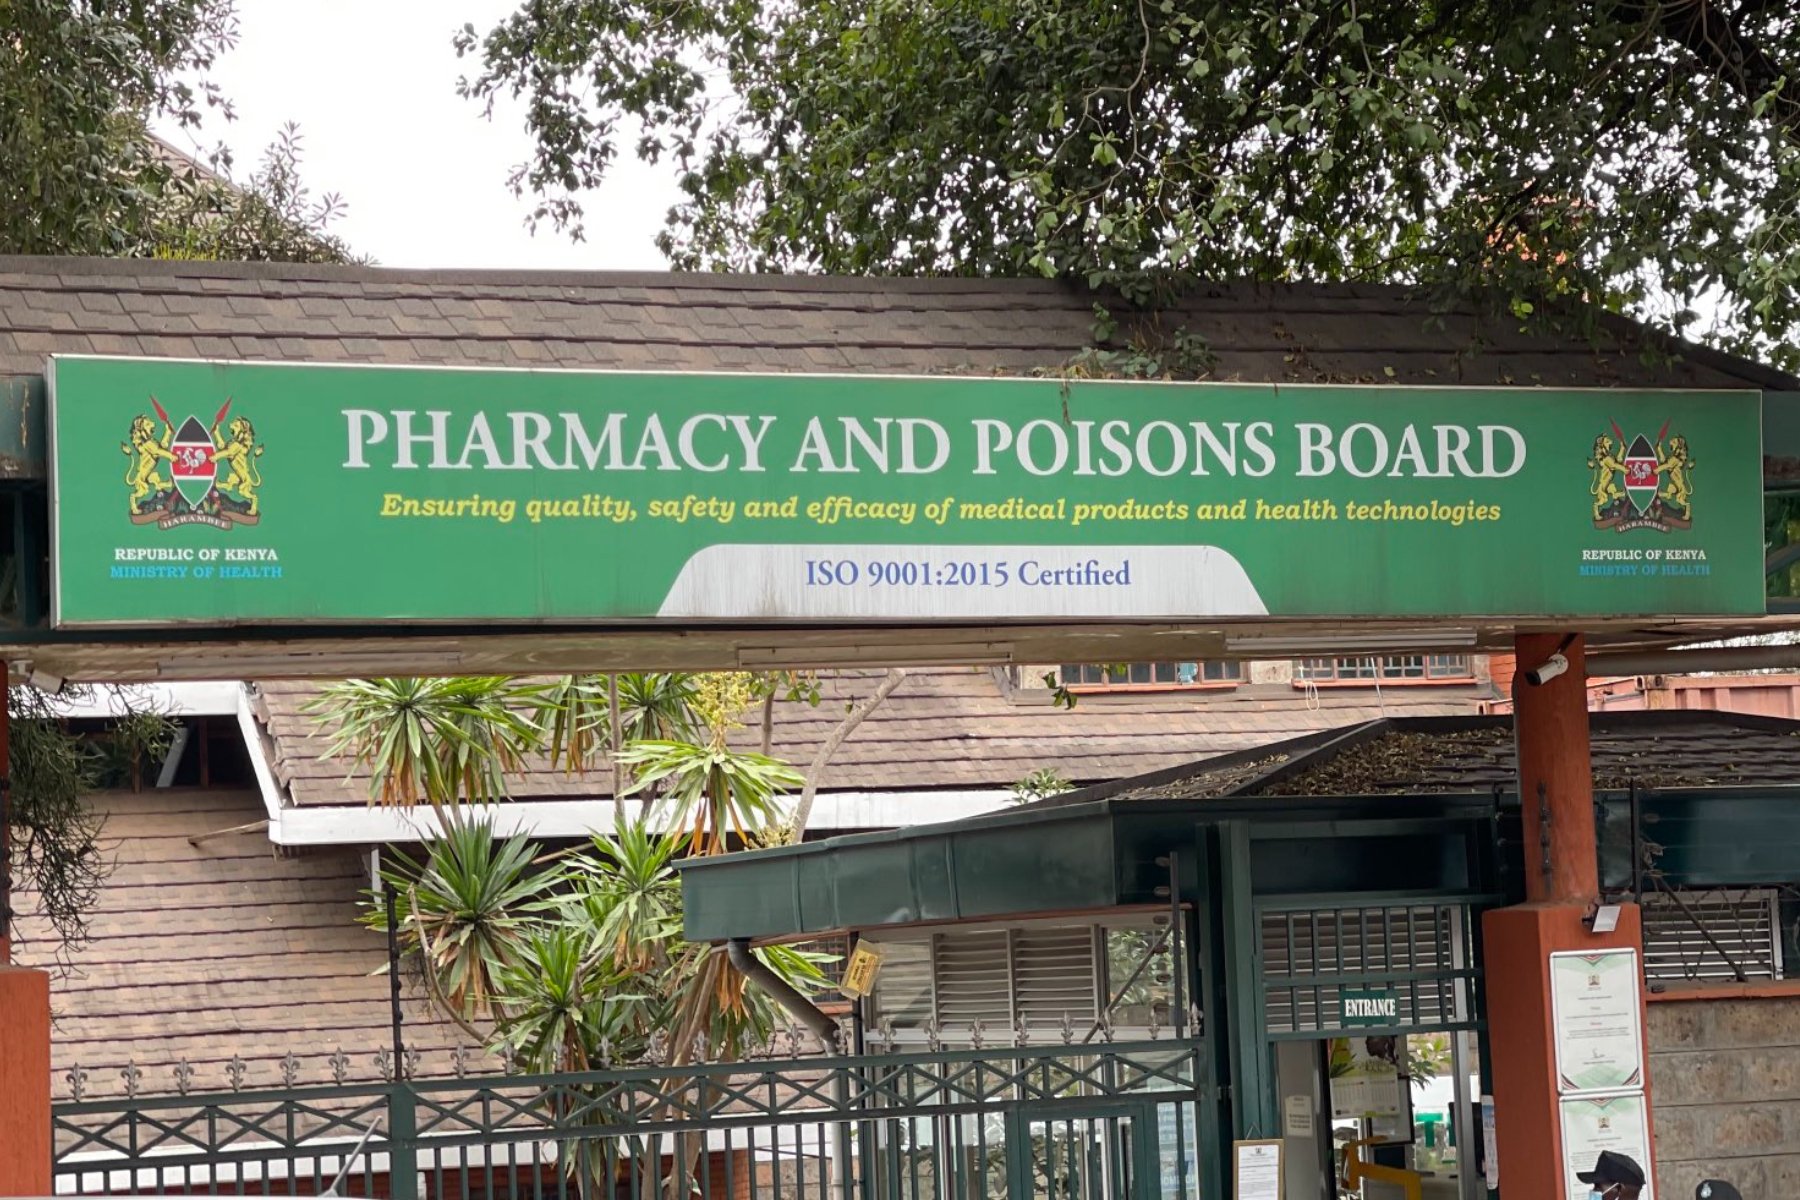 PHARMACY AND POISONS BOARD
Ensuring quality, safety and efficacy of medical products and health technologies
ISO 9001:2015 Certified
HARAMBEE
REPUBLIC OF KENYA
MINISTRY OF HEALTH
HARAMBEE
REPUBLIC OF KENYA
MINISTRY OF HEALTH
ENTRANCE